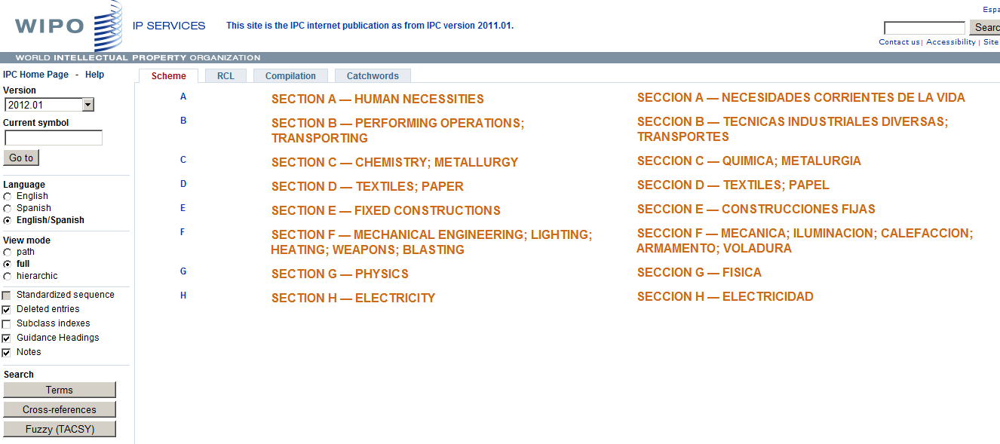 Espa
WIPO
IP SERVICES
This site is the IPC internet publication as from IPC version 2011.01.
Searc
Contact us | Accessibility | Site
WORLD INTELLECTUAL PROPERTY ORGANIZATION
IPC Home Page - Help
Version
2012.01
Current symbol
Go to
Language
English
Spanish
English/Spanish
View mode
path
full
hierarchic
Standardized sequence
Deleted entries
Subclass indexes
Guidance Headings
Notes
Search
Terms
Cross-references
Fuzzy (TACSY)
Scheme RCL Compilation Catchwords
A SECTION A — HUMAN NECESSITIES SECCION A — NECESIDADES CORRIENTES DE LA VIDA
B SECTION B — PERFORMING OPERATIONS; SECCION B — TECNICAS INDUSTRIALES DIVERSAS;
TRANSPORTING TRANSPORTES
C SECTION C — CHEMISTRY; METALLURGY SECCION C — QUIMICA; METALURGIA
D SECTION D — TEXTILES; PAPER SECCION D — TEXTILES; PAPEL
E SECTION E — FIXED CONSTRUCTIONS SECCION E — CONSTRUCCIONES FIJAS
F SECTION F — MECHANICAL ENGINEERING; LIGHTING; SECCION F — MECANICA; ILUMINACION; CALEFACCION;
HEATING; WEAPONS; BLASTING ARMAMENTO; VOLADURA
G SECTION G — PHYSICS SECCION G — FISICA
H SECTION H — ELECTRICITY SECCION H — ELECTRICIDAD